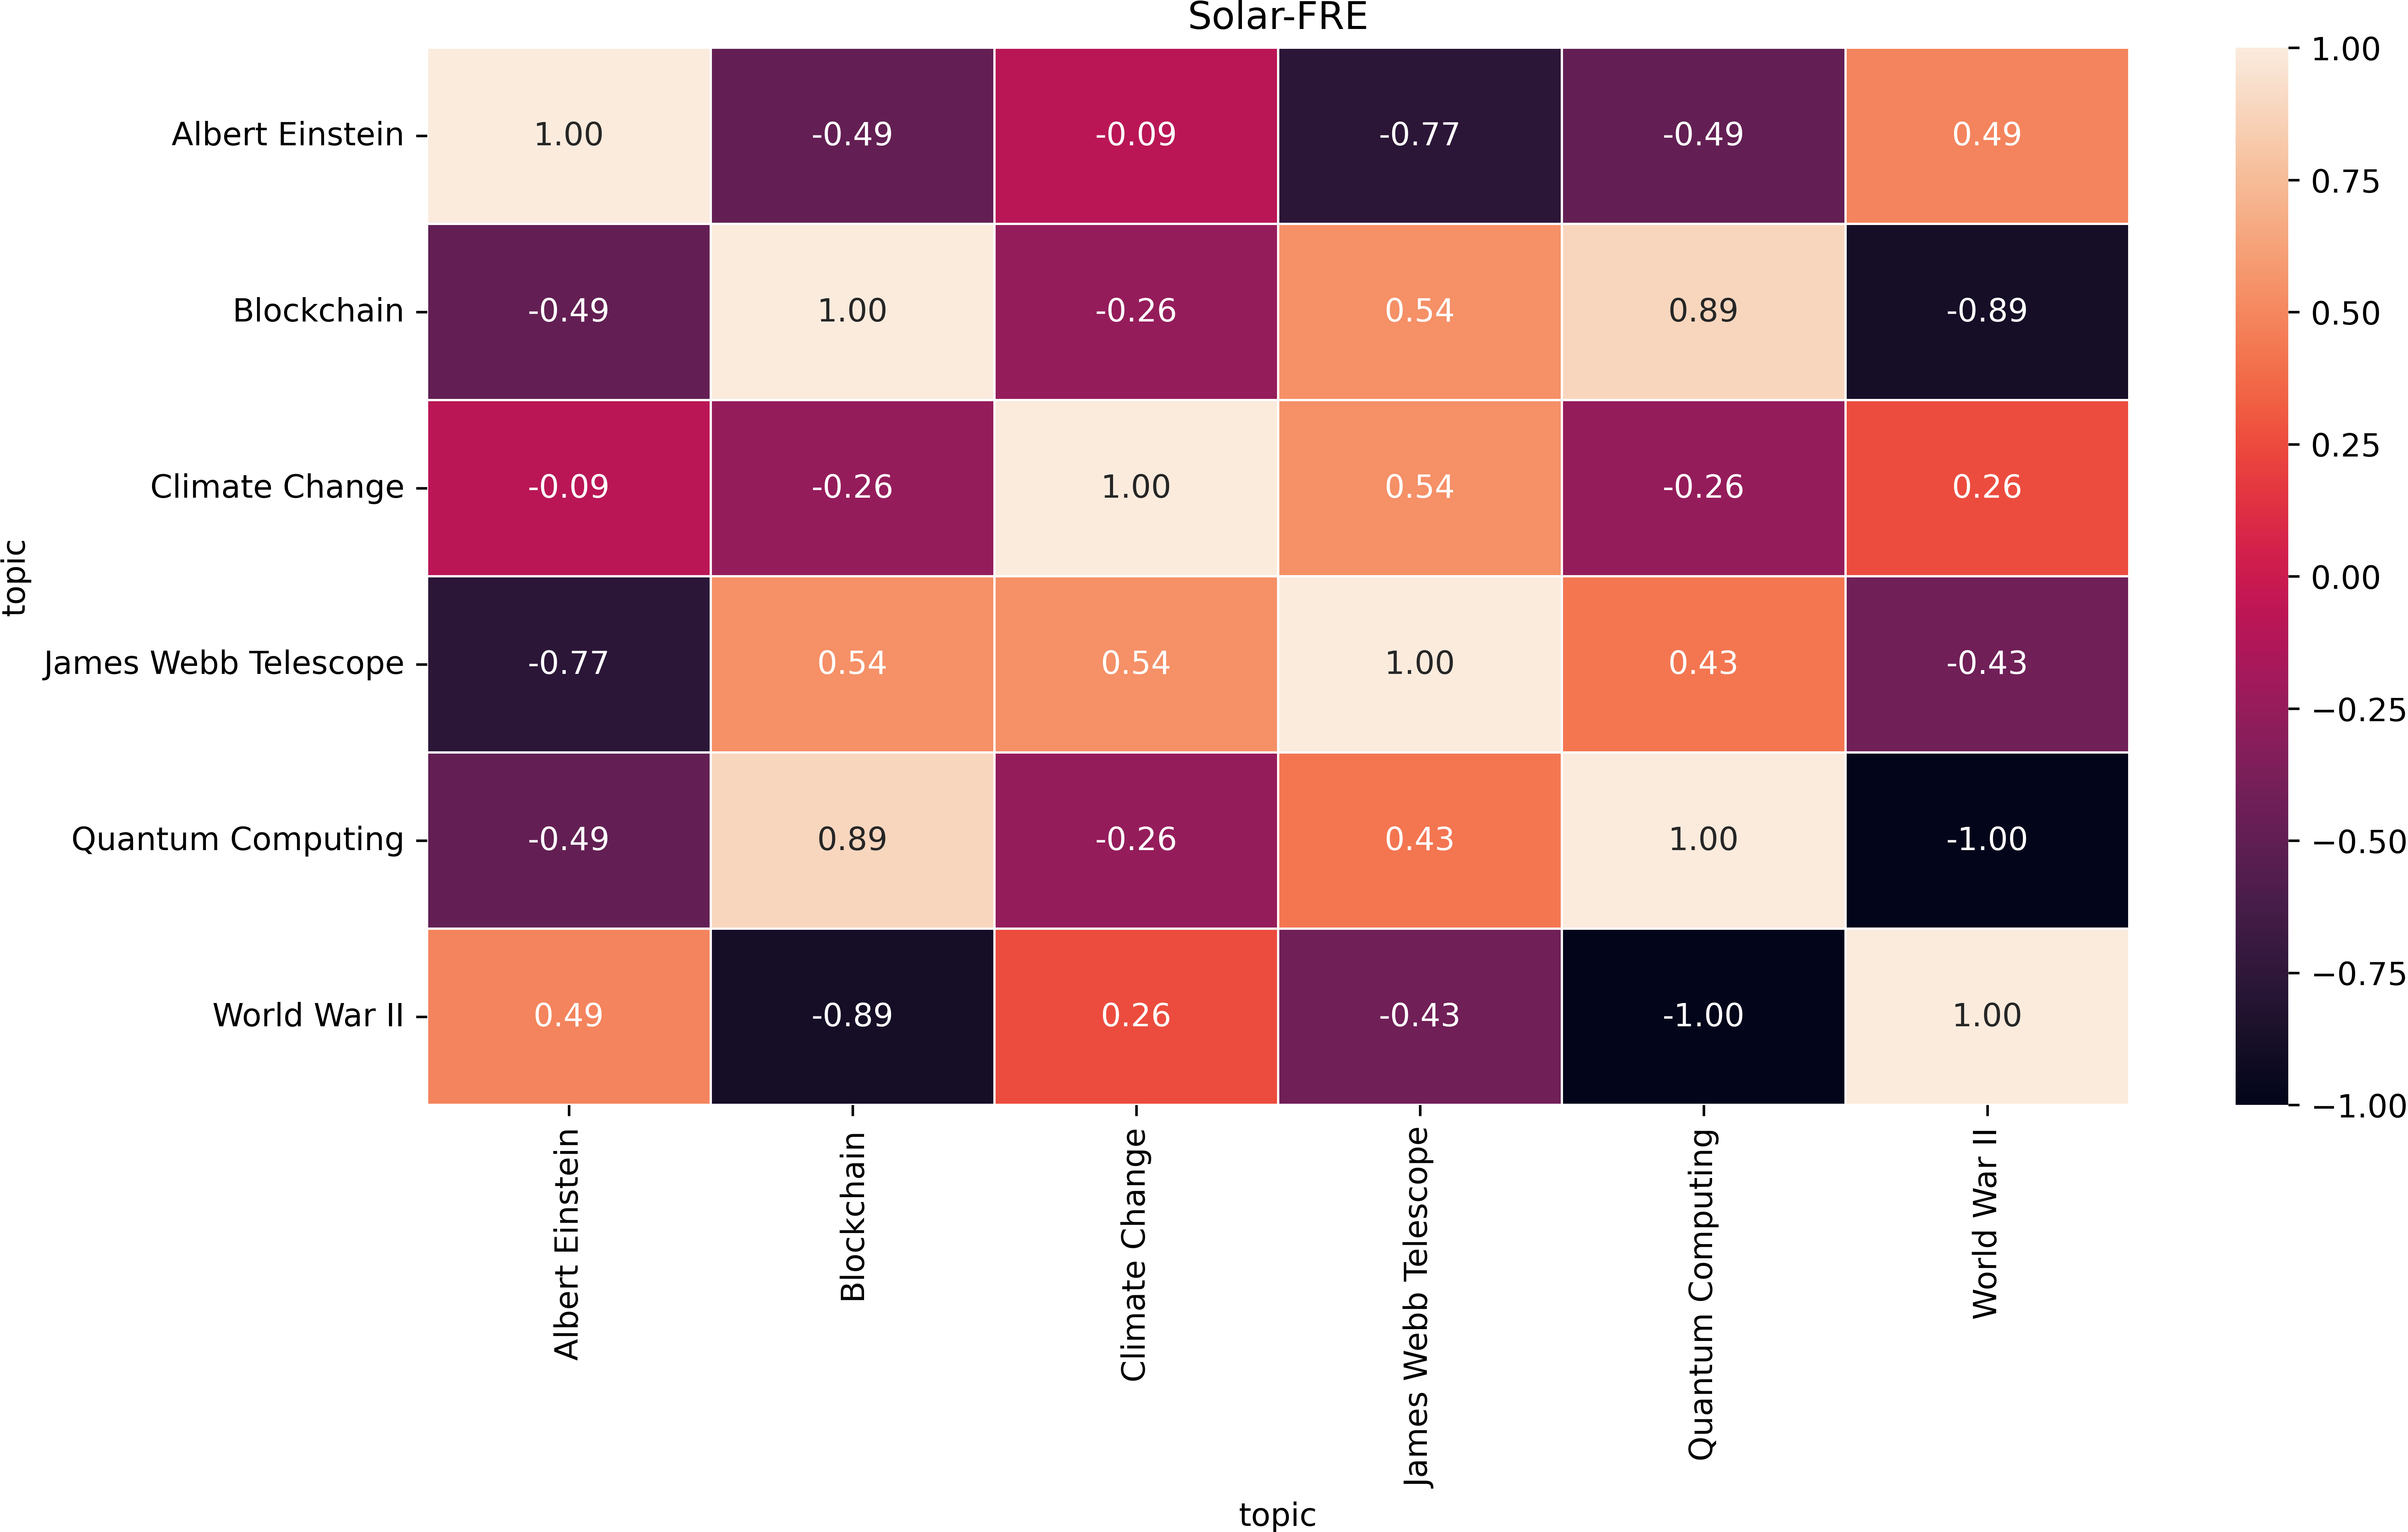 Solar-FRE
Albert Einstein 1.00 -0.49 -0.09 -0.77 -0.49 0.49
Blockchain -0.49 1.00 -0.26 0.54 0.89 -0.89
Climate Change -0.09 -0.26 1.00 0.54 -0.26 0.26
James Webb Telescope -0.77 0.54 0.54 1.00 0.43 -0.43
Quantum Computing -0.49 0.89 -0.26 0.43 1.00 -1.00
World War II 0.49 -0.89 0.26 -0.43 -1.00 1.00
topic
Albert Einstein
Blockchain
Climate Change
James Webb Telescope
Quantum Computing
World War II
topic
1.00
0.75
0.50
0.25
0.00
−0.25
−0.50
−0.75
−1.00